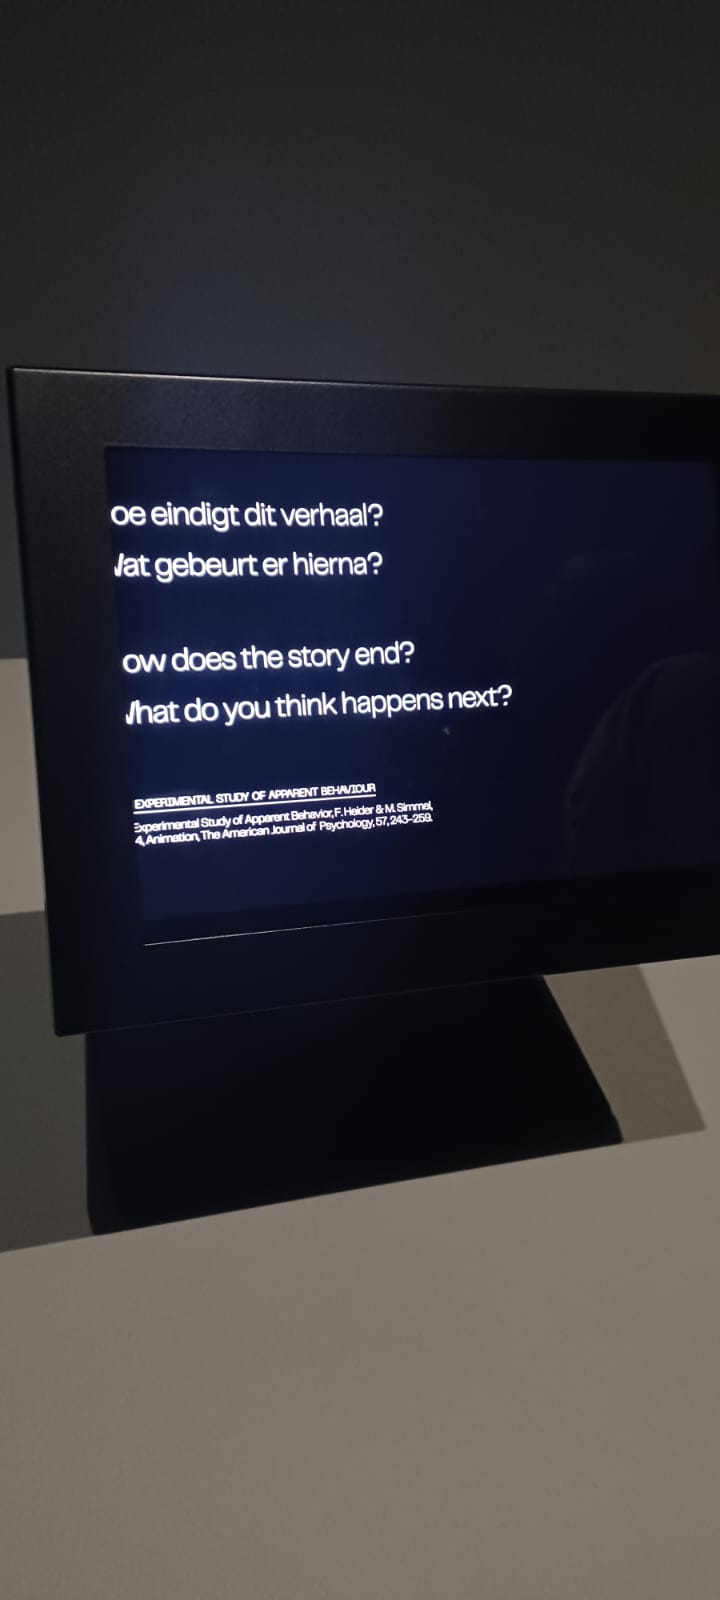 oe eindigt dit verhaal?
at gebeurt er hierna?
ow does the story end?
hat do you think happens next?
EXPERIMENTAL STUDY OF APPARENT BEHAVIOUR
Experimental Study of Apparent Behavior, F. Heider & M. Simmel,
4, Animation, The American Journal of Psychology, 57, 243-259.